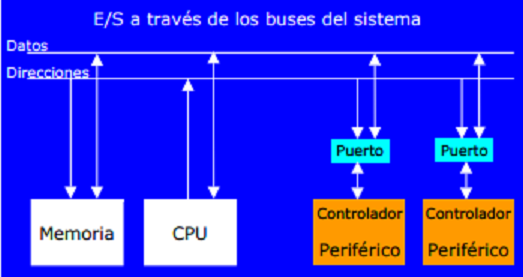 E/S a través de los buses del sistema
Datos
Direcciones
Puerto
Puerto
Memoria
CPU
Controlador
Periférico
Controlador
Periférico